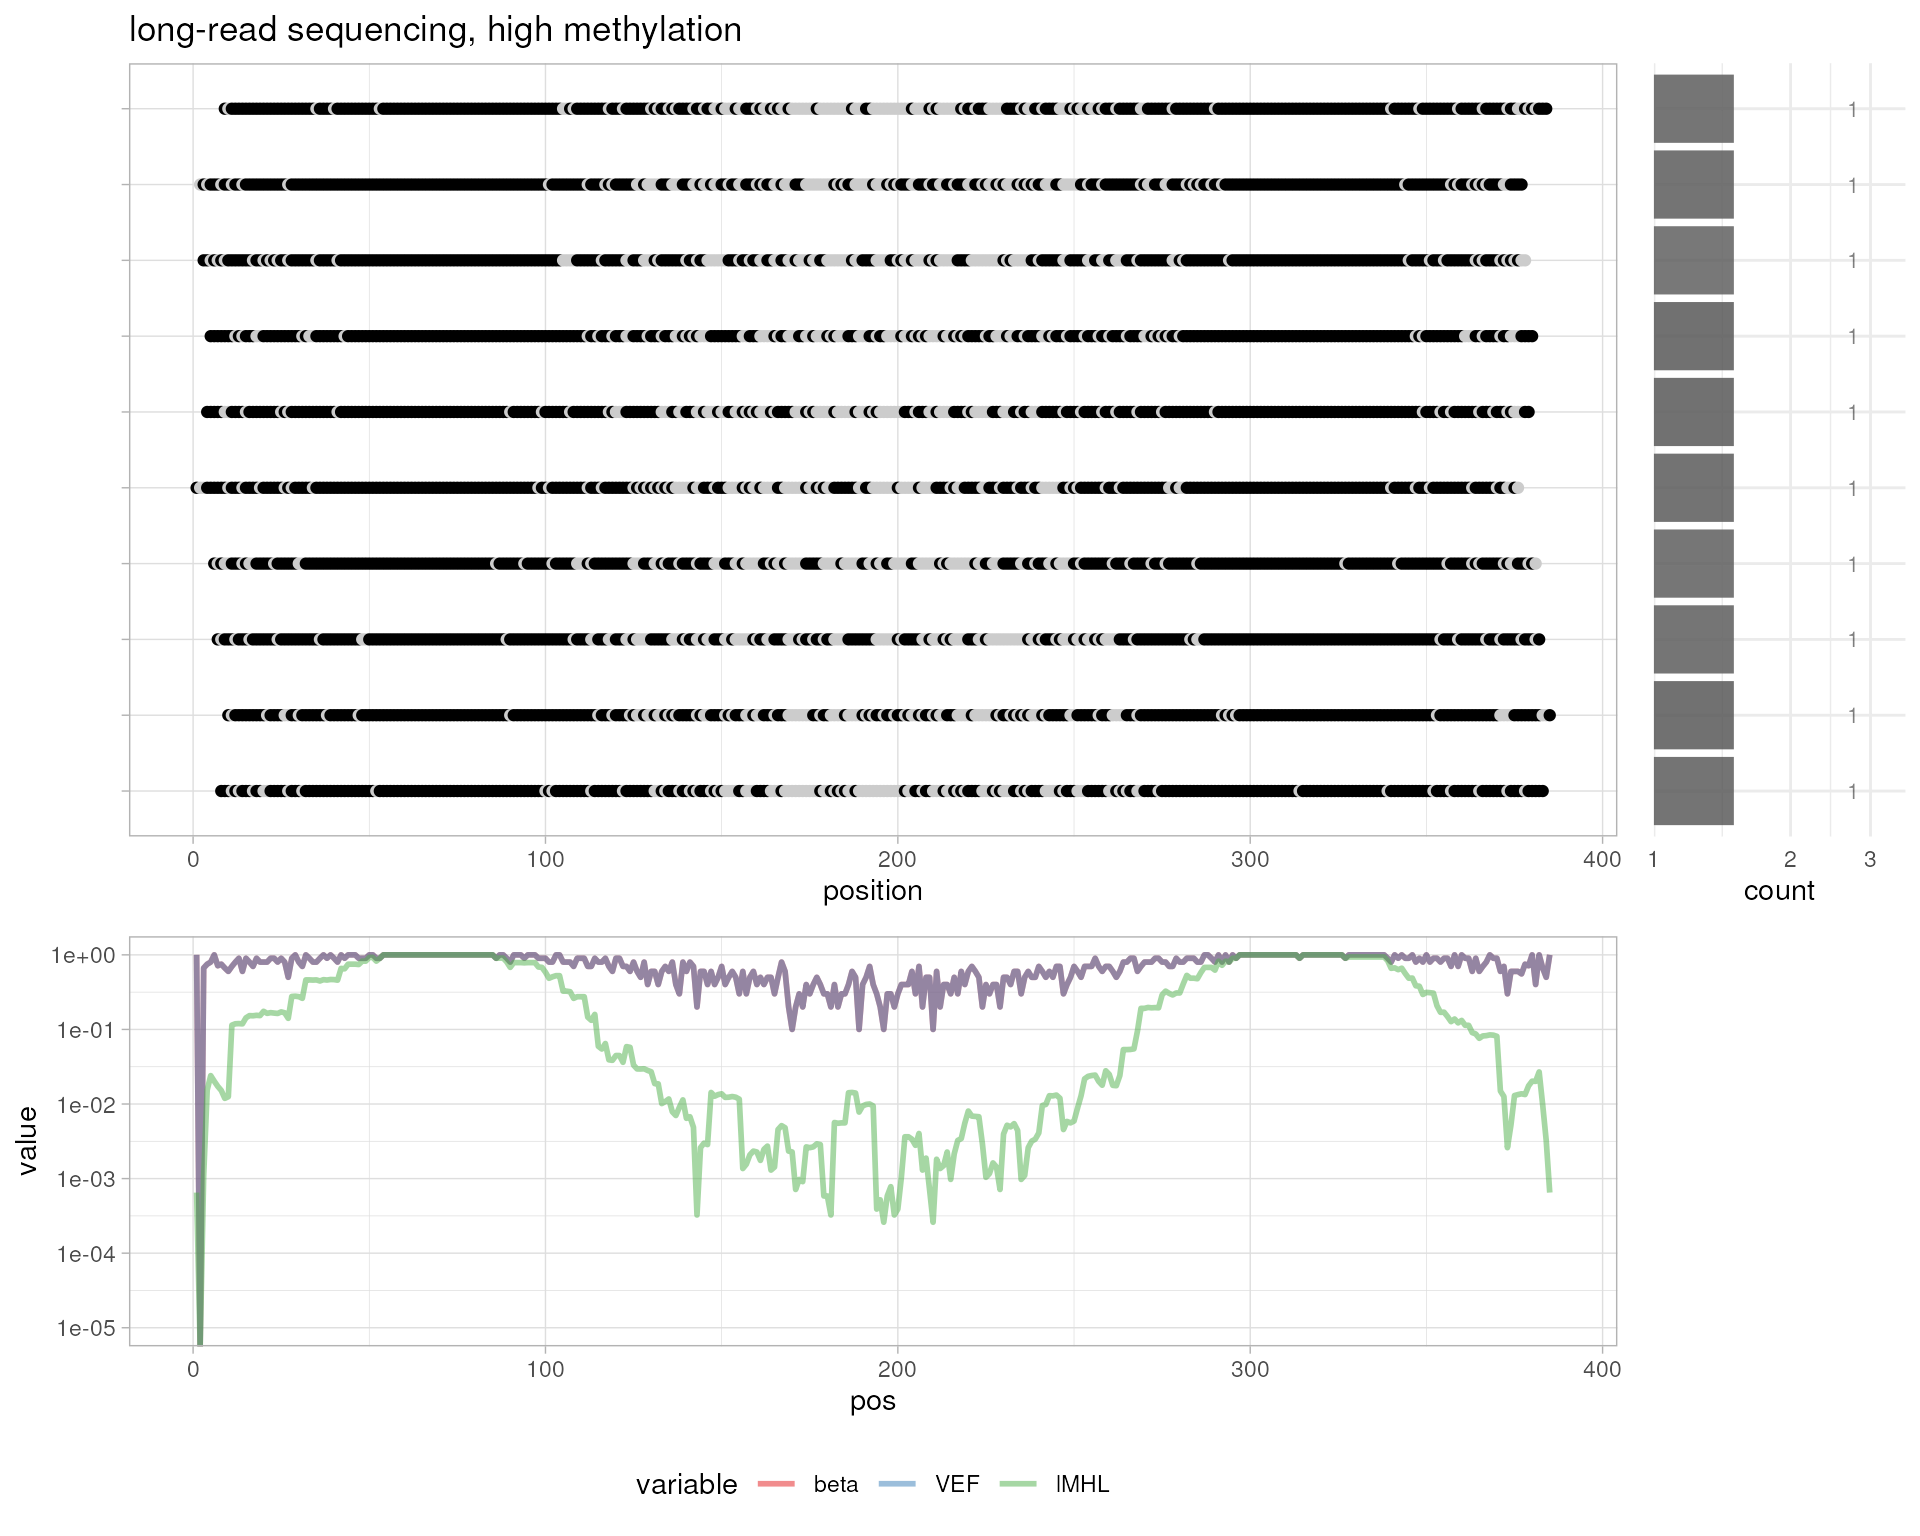 long-read sequencing, high methylation
1
1
1
1
1
1
1
1
1
1
0 100 200 300 400 1 2 3
position count
1e+00
1e-01
1e-02
1e-03
1e-04
1e-05
value
0 100 200 300 400
pos
variable beta VEF lMHL